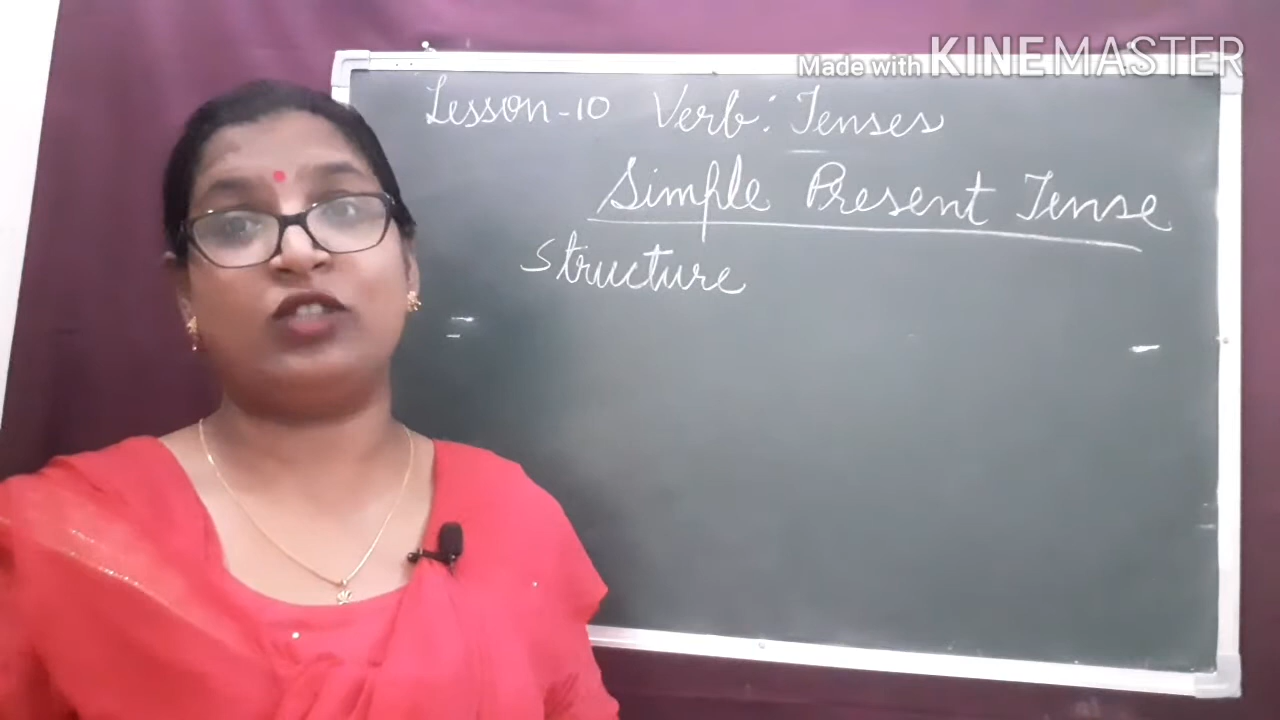 Made with KINEMASTER
Lesson-10 Verb: Tenses
Simple Present Tense
Structure